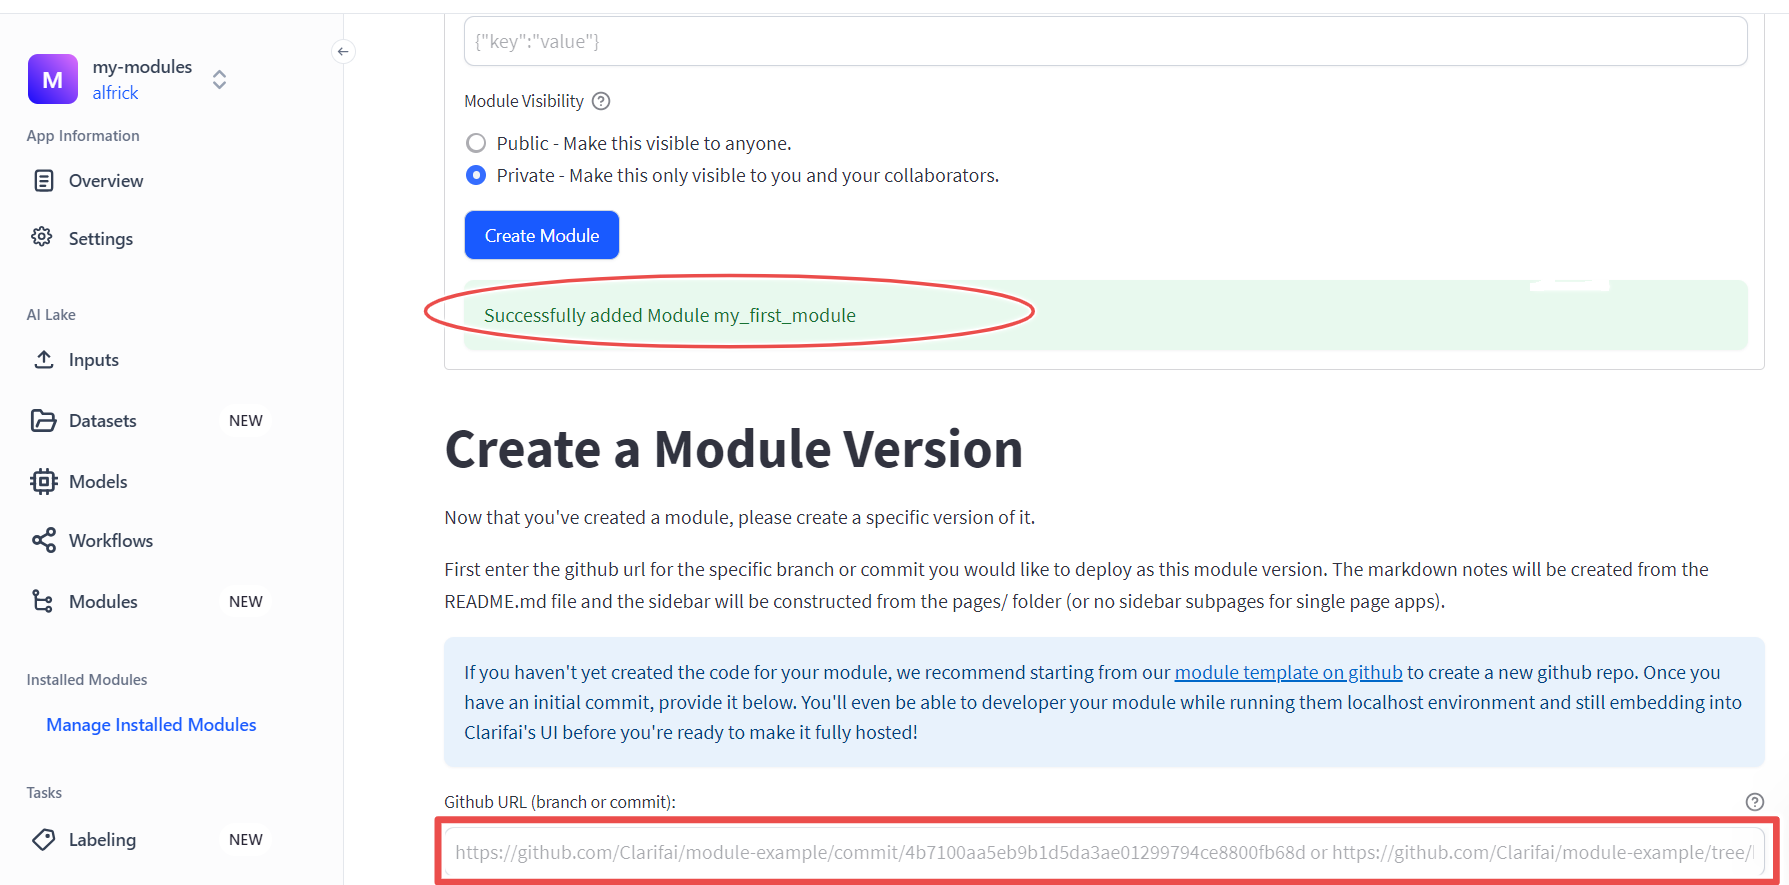 M
my-modules
alfrick
App Information
Overview
Settings
AI Lake
Inputs
Datasets NEW
Models
Workflows
Modules NEW
Installed Modules
Manage Installed Modules
Tasks
Labeling NEW
{"key":"value"}
Module Visibility ?
Public - Make this visible to anyone.
Private - Make this only visible to you and your collaborators.
Create Module
Successfully added Module my_first_module
Create a Module Version
Now that you've created a module, please create a specific version of it.
First enter the github url for the specific branch or commit you would like to deploy as this module version. The markdown notes will be created from the
README.md file and the sidebar will be constructed from the pages/ folder (or no sidebar subpages for single page apps).
If you haven't yet created the code for your module, we recommend starting from our module template on github to create a new github repo. Once you
have an initial commit, provide it below. You'll even be able to developer your module while running them localhost environment and still embedding into
Clarifai's UI before you're ready to make it fully hosted!
Github URL (branch or commit): ?
https://github.com/Clarifai/module-example/commit/4b7100aa5eb9b1d5da3ae01299794ce8800fb68d or https://github.com/Clarifai/module-example/tree/